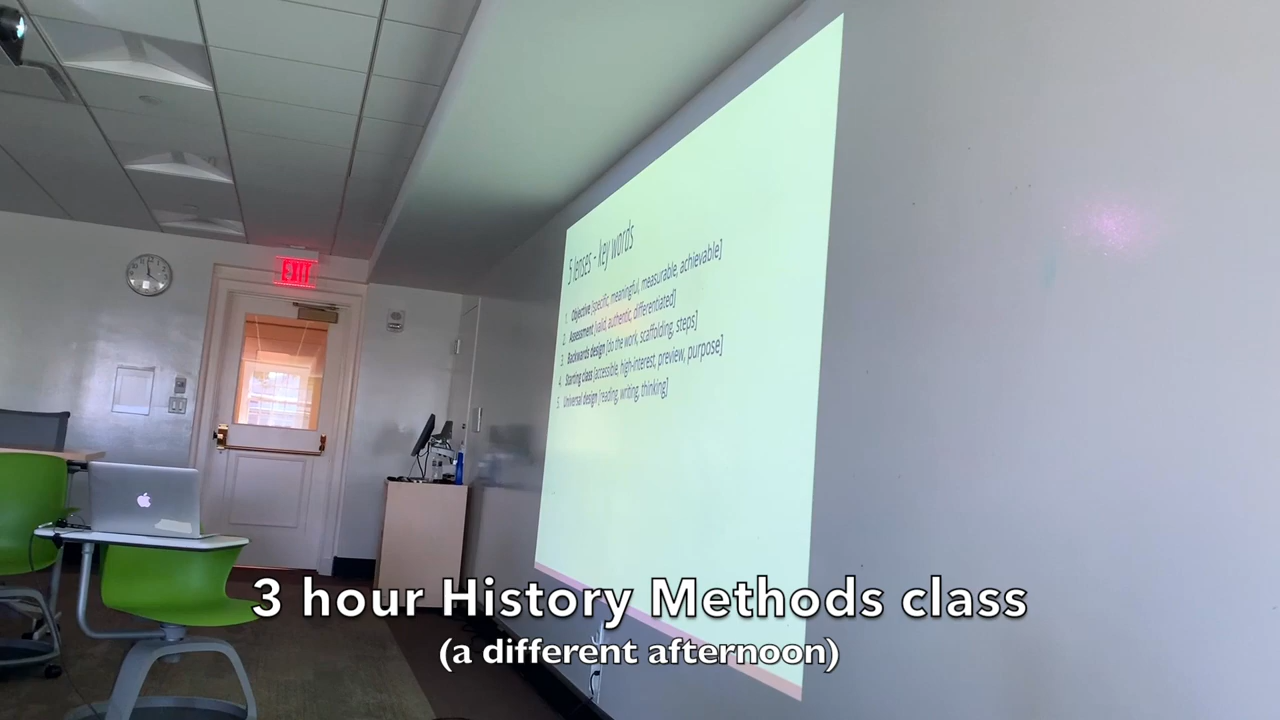 EXIT
5 lenses - key words
1. Objective [specific, meaningful, measurable, achievable]
2. Assessment [valid, authentic, differentiated]
3. Backwards design [do the work, scaffolding, steps]
4. Starting class [accessible, high-interest, preview, purpose]
5. Universal design [reading, writing, thinking]
3 hour History Methods class
(a different afternoon)